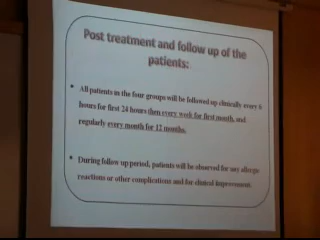 Post treatment and follow up of the
patients:
• All patients in the four groups will be followed up clinically every 6
hours for first 24 hours then every week for first month, and
regularly every month for 12 months.
• During follow up period, patients will be observed for any allergic
reactions or other complications and for clinical improvement.